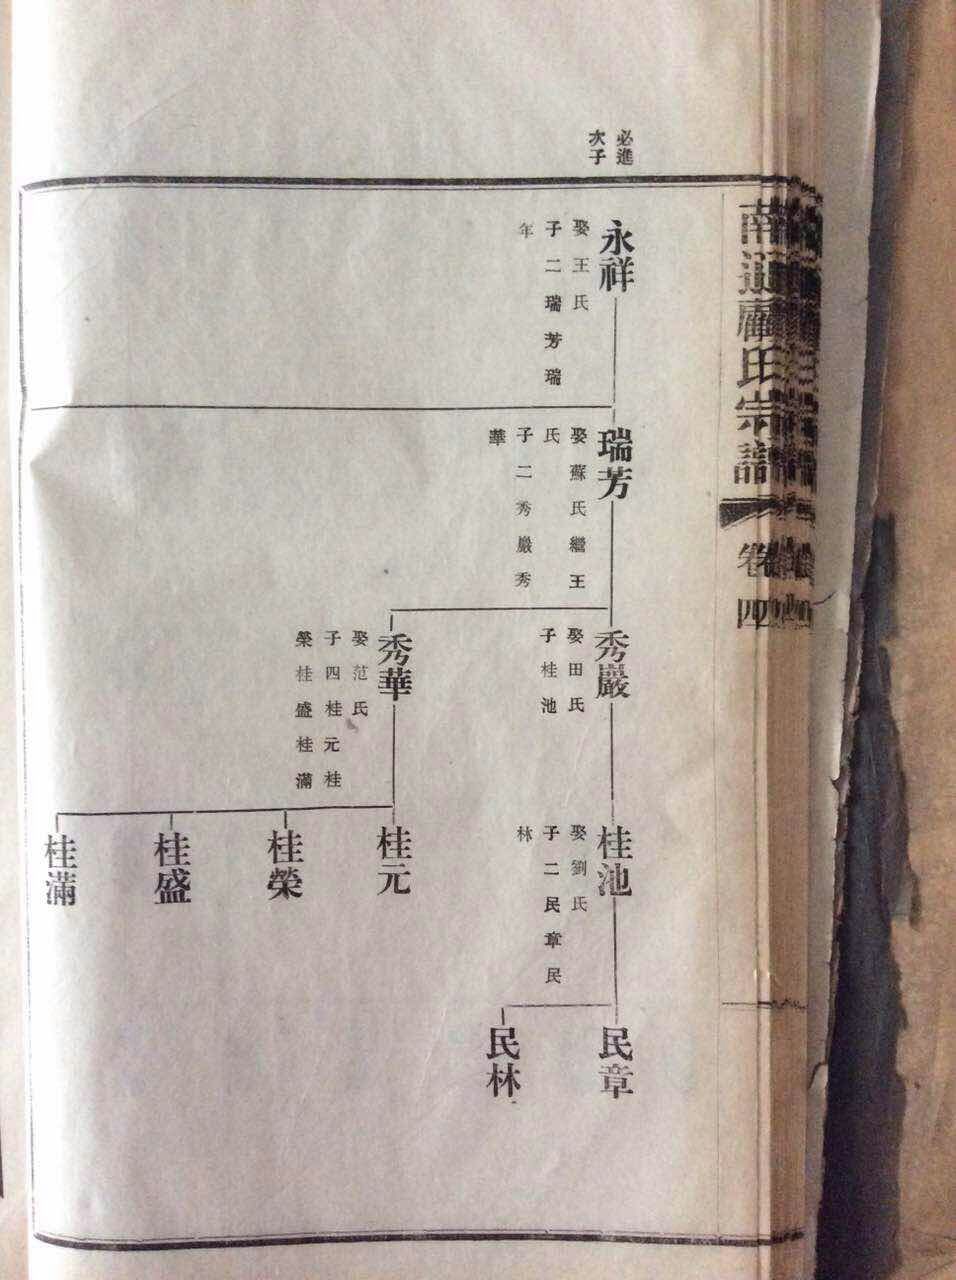 南通顧氏宗譜
卷四
必進
次子
永祥
娶王氏
子二瑞芳瑞
年
瑞芳
娶蘇氏繼王
氏
子二秀巖秀
華
秀巖
娶田氏
子桂池
秀華
娶范氏
子四桂元桂
榮桂盛桂滿
桂池
娶劉氏
子二民章民
林
桂元
桂榮
桂盛
桂滿
民章
民林